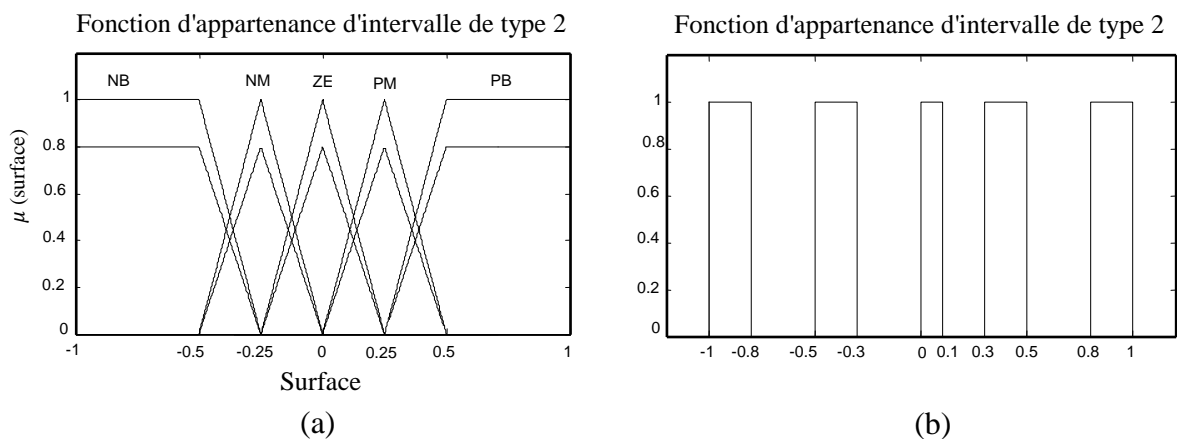 Fonction d'appartenance d'intervalle de type 2
NB NM ZE PM PB
1
0.8
0.6
0.4
0.2
0
µ (surface)
-1 -0.5 -0.25 0 0.25 0.5 1
Surface
(a)
Fonction d'appartenance d'intervalle de type 2
1
0.8
0.6
0.4
0.2
0
-1 -0.8 -0.5 -0.3 0 0.1 0.3 0.5 0.8 1
(b)